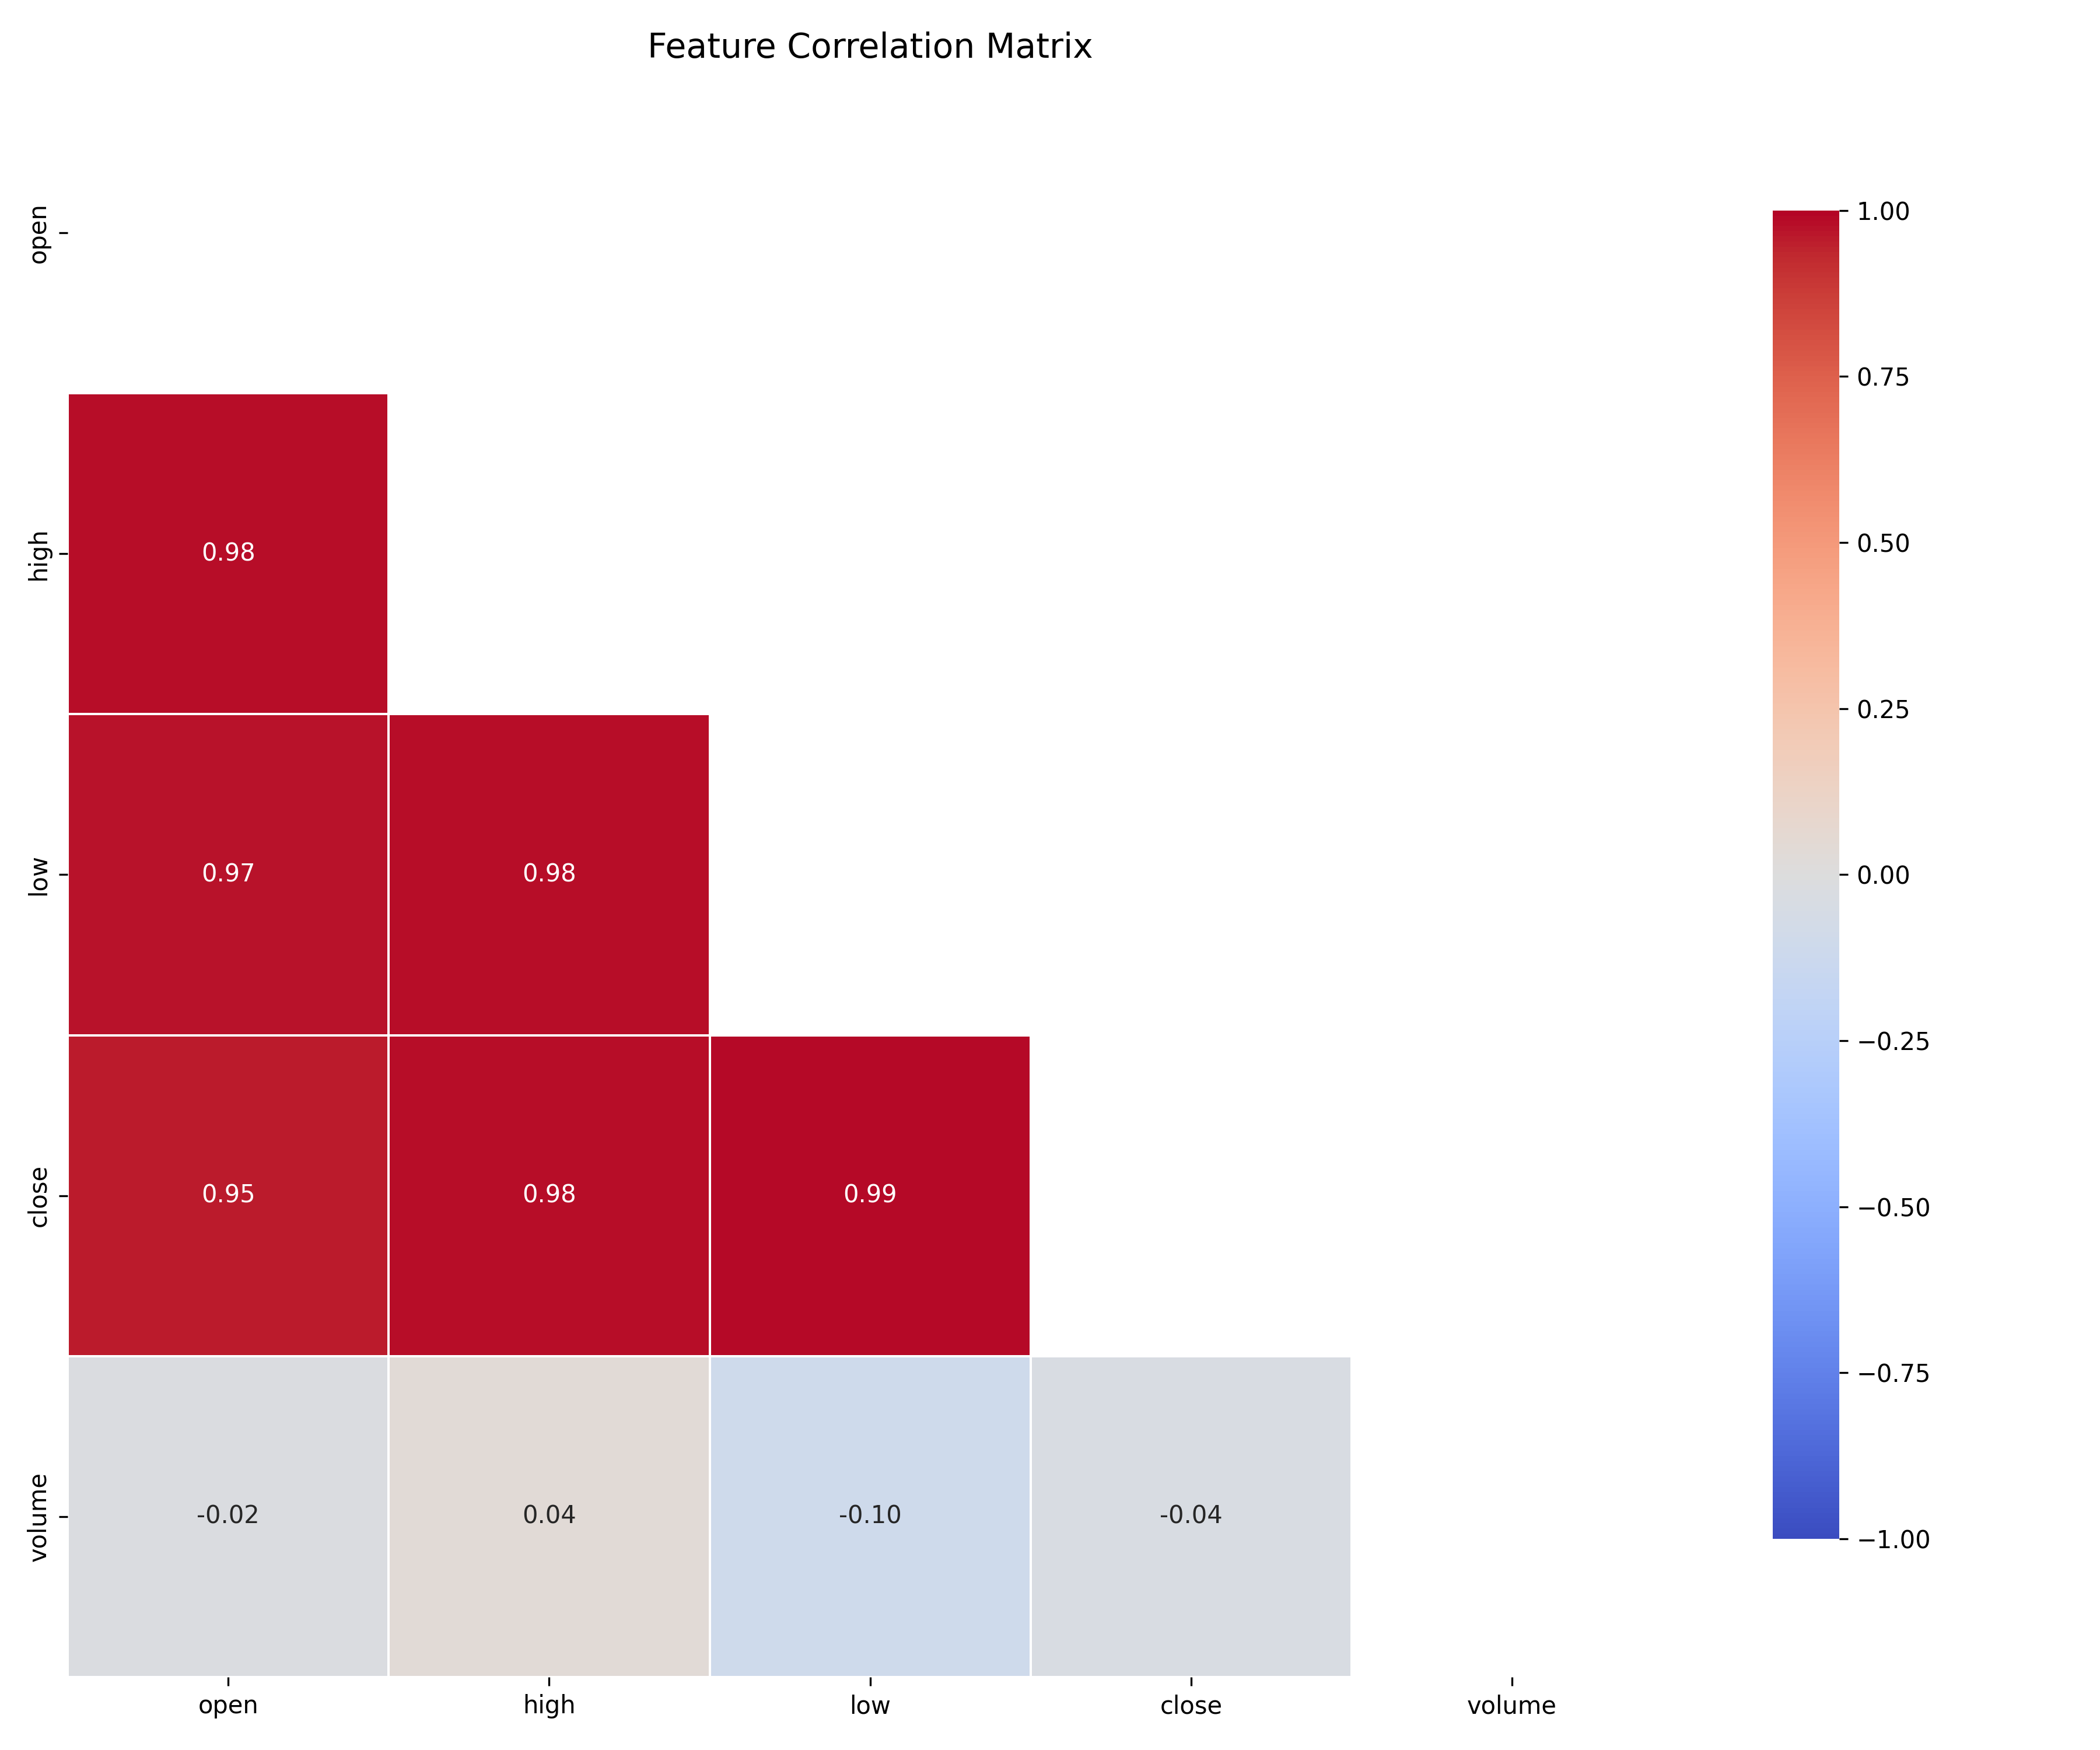 Feature Correlation Matrix
open
high
low
close
volume
0.98
0.97 0.98
0.95 0.98 0.99
-0.02 0.04 -0.10 -0.04
open high low close volume
1.00
0.75
0.50
0.25
0.00
−0.25
−0.50
−0.75
−1.00